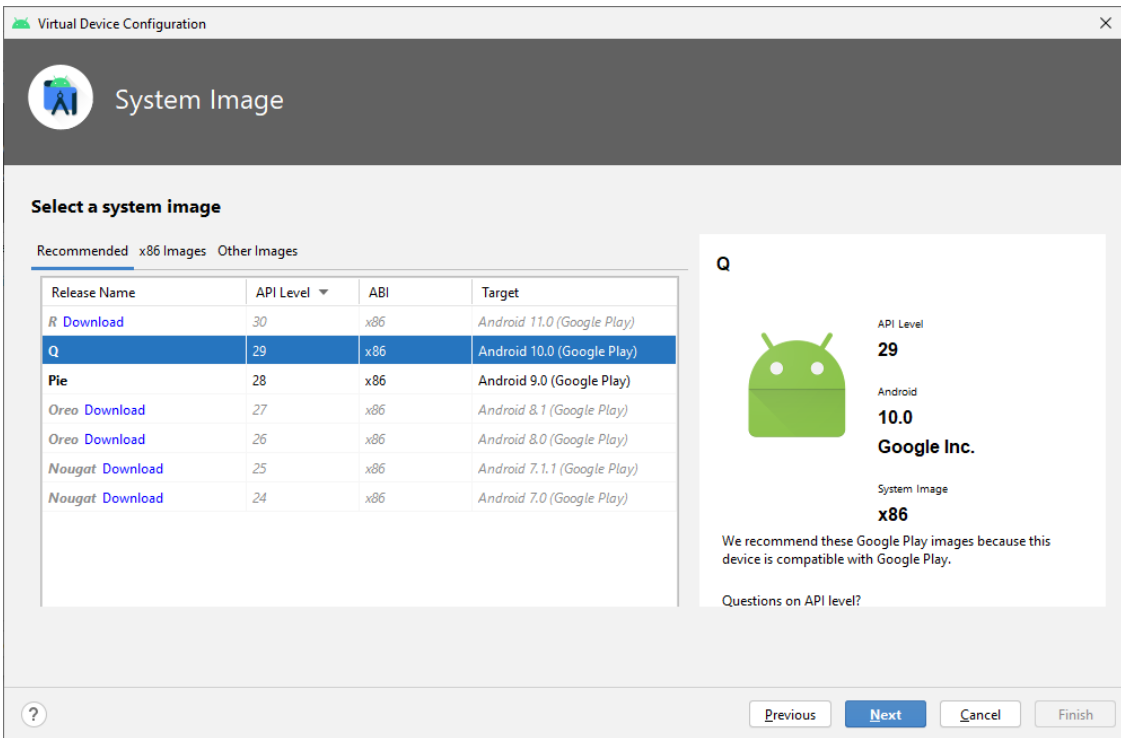 Virtual Device Configuration
System Image
Select a system image
Recommended x86 Images Other Images
Release Name API Level ABI Target
R Download 30 x86 Android 11.0 (Google Play)
Q 29 x86 Android 10.0 (Google Play)
Pie 28 x86 Android 9.0 (Google Play)
Oreo Download 27 x86 Android 8.1 (Google Play)
Oreo Download 26 x86 Android 8.0 (Google Play)
Nougat Download 25 x86 Android 7.1.1 (Google Play)
Nougat Download 24 x86 Android 7.0 (Google Play)
Q
API Level
29
Android
10.0
Google Inc.
System Image
x86
We recommend these Google Play images because this
device is compatible with Google Play.
Questions on API level?
? Previous Next Cancel Finish